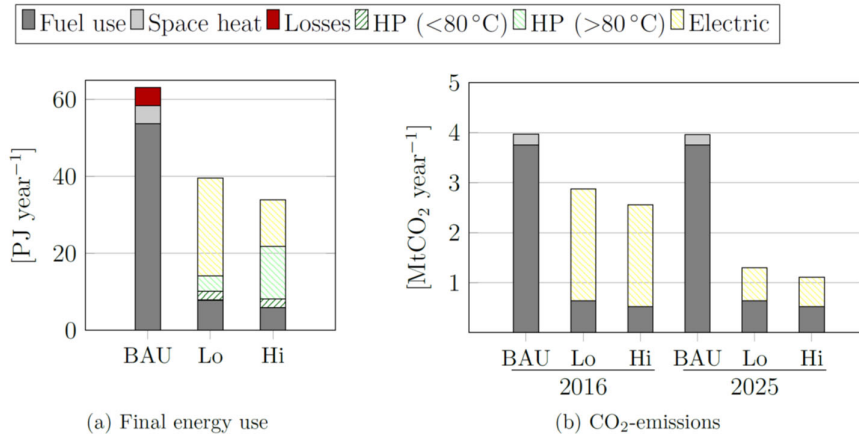 Fuel use Space heat Losses HP (<80 °C) HP (>80 °C) Electric
[PJ year⁻¹]
60
40
20
0
BAU Lo Hi
(a) Final energy use
[MtCO₂ year⁻¹]
5
4
3
2
1
BAU Lo Hi BAU Lo Hi
2016 2025
(b) CO₂-emissions